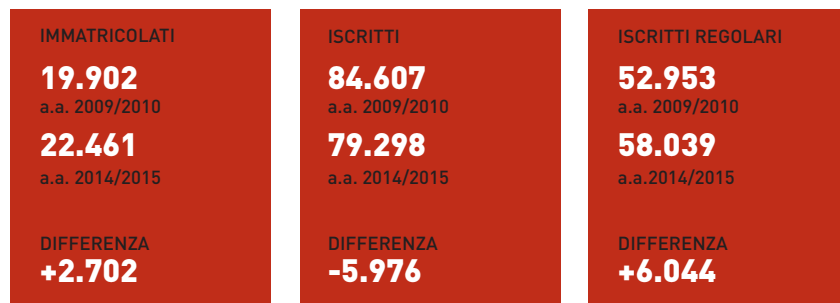 IMMATRICOLATI
19.902
a.a. 2009/2010
22.461
a.a. 2014/2015
DIFFERENZA
+2.702
ISCRITTI
84.607
a.a. 2009/2010
79.298
a.a. 2014/2015
DIFFERENZA
-5.976
ISCRITTI REGOLARI
52.953
a.a. 2009/2010
58.039
a.a.2014/2015
DIFFERENZA
+6.044